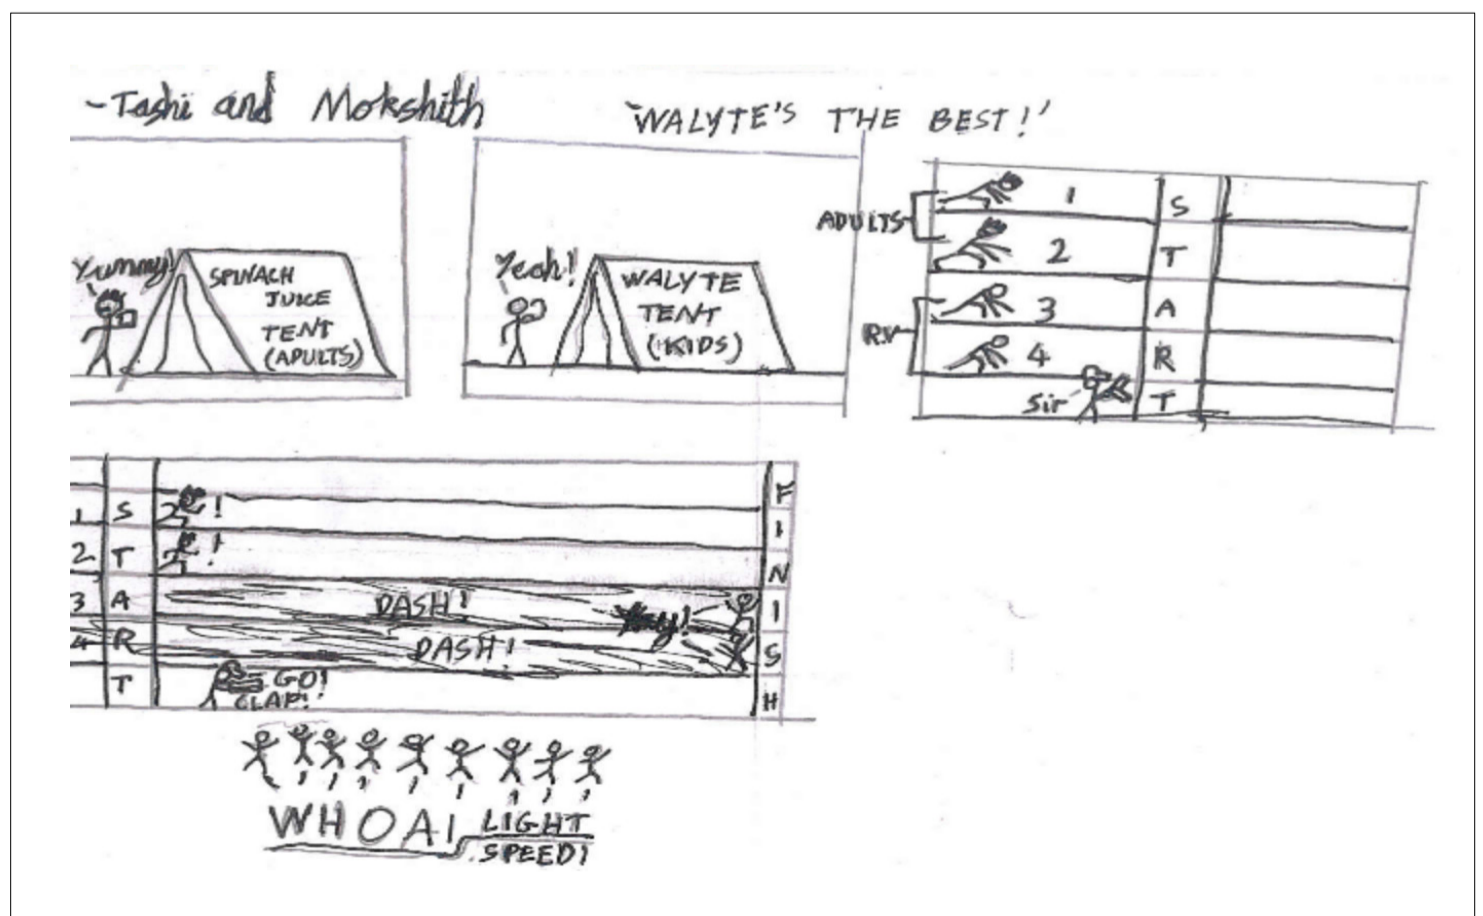 -Tashi and Mokshith
'WALYTE'S THE BEST!'
Yummy!
SPINACH
JUICE
TENT
(ADULTS)
Yeah!
WALYTE
TENT
(KIDS)
ADULTS
RV
1 S
2 T
3 A
4 R
Sir T
1 S !
2 T !
3 A DASH! Yay!
4 R DASH!
T GO!
CLAP!
F
I
N
I
S
H
WHOA! LIGHT
SPEED!